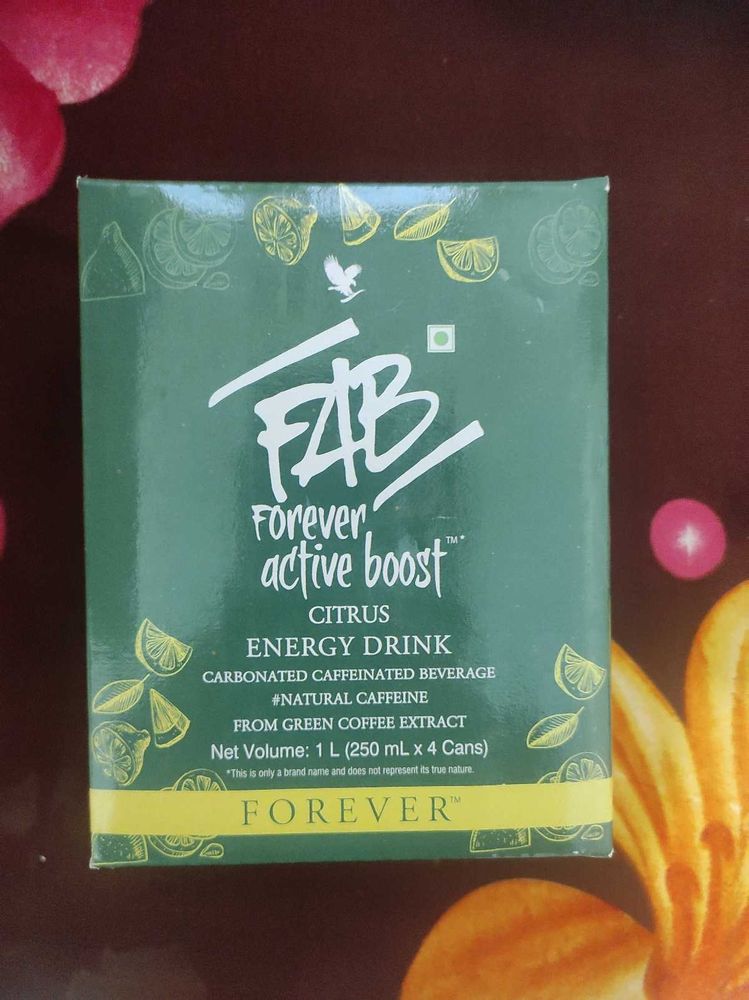 FAB
Forever
active boost™*
CITRUS
ENERGY DRINK
CARBONATED CAFFEINATED BEVERAGE
#NATURAL CAFFEINE
FROM GREEN COFFEE EXTRACT
Net Volume: 1 L (250 mL x 4 Cans)
*This is only a brand name and does not represent its true nature.
FOREVER™